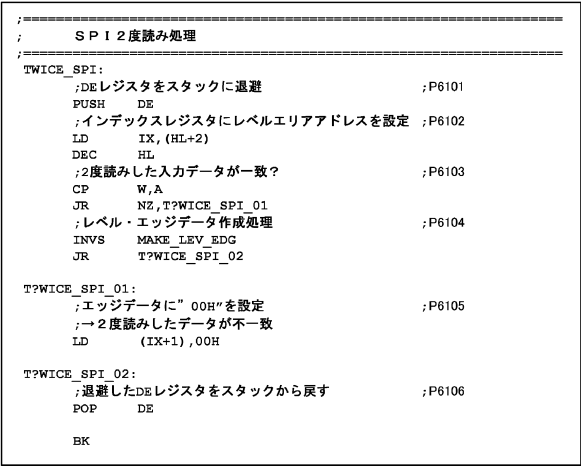 ;==============================================================
;　　　ＳＰＩ２度読み処理
;==============================================================
TWICE_SPI:
;DEレジスタをスタックに退避 ;P6101
PUSH DE
;インデックスレジスタにレベルエリアアドレスを設定 ;P6102
LD IX,(HL+2)
DEC HL
;2度読みした入力データが一致？ ;P6103
CP W,A
JR NZ,T?WICE_SPI_01
;レベル・エッジデータ作成処理 ;P6104
INVS MAKE_LEV_EDG
JR T?WICE_SPI_02
T?WICE_SPI_01:
;エッジデータに”00H”を設定 ;P6105
;→２度読みしたデータが不一致
LD (IX+1),00H
T?WICE_SPI_02:
;退避したDEレジスタをスタックから戻す ;P6106
POP DE
BK